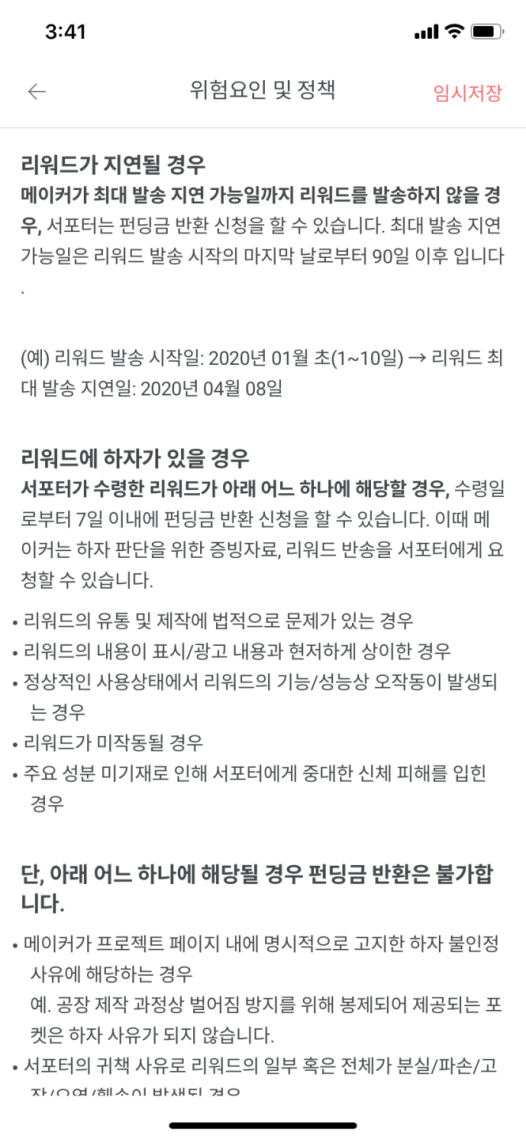 3:41
위험요인 및 정책
임시저장
리워드가 지연될 경우
메이커가 최대 발송 지연 가능일까지 리워드를 발송하지 않을 경
우, 서포터는 펀딩금 반환 신청을 할 수 있습니다. 최대 발송 지연
가능일은 리워드 발송 시작의 마지막 날로부터 90일 이후 입니다
.
(예) 리워드 발송 시작일: 2020년 01월 초(1~10일) → 리워드 최
대 발송 지연일: 2020년 04월 08일
리워드에 하자가 있을 경우
서포터가 수령한 리워드가 아래 어느 하나에 해당할 경우, 수령일
로부터 7일 이내에 펀딩금 반환 신청을 할 수 있습니다. 이때 메
이커는 하자 판단을 위한 증빙자료, 리워드 반송을 서포터에게 요
청할 수 있습니다.
• 리워드의 유통 및 제작에 법적으로 문제가 있는 경우
• 리워드의 내용이 표시/광고 내용과 현저하게 상이한 경우
• 정상적인 사용상태에서 리워드의 기능/성능상 오작동이 발생되
는 경우
• 리워드가 미작동될 경우
• 주요 성분 미기재로 인해 서포터에게 중대한 신체 피해를 입힌
경우
단, 아래 어느 하나에 해당될 경우 펀딩금 반환은 불가합
니다.
• 메이커가 프로젝트 페이지 내에 명시적으로 고지한 하자 불인정
사유에 해당하는 경우
예. 공장 제작 과정상 벌어짐 방지를 위해 봉제되어 제공되는 포
켓은 하자 사유가 되지 않습니다.
• 서포터의 귀책 사유로 리워드의 일부 혹은 전체가 분실/파손/고
장/오염/훼손이 발생된 경우